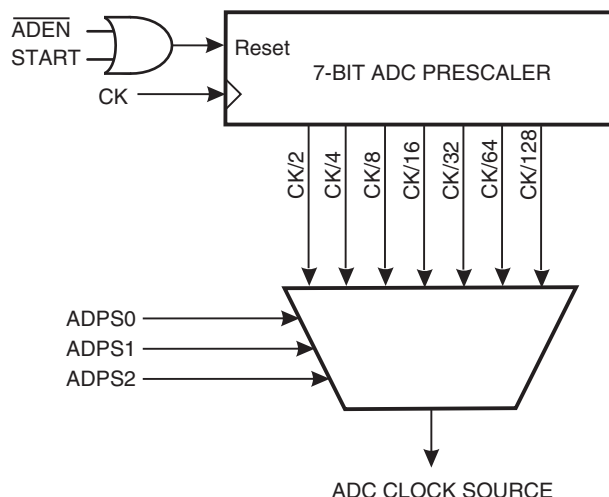 ADEN
START
Reset
7-BIT ADC PRESCALER
CK
CK/2
CK/4
CK/8
CK/16
CK/32
CK/64
CK/128
ADPS0
ADPS1
ADPS2
ADC CLOCK SOURCE